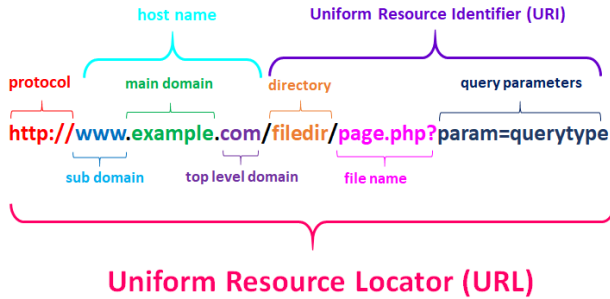 host name
Uniform Resource Identifier (URI)
protocol
main domain
directory
query parameters
http://www.example.com/filedir/page.php?param=querytype
sub domain
top level domain
file name
Uniform Resource Locator (URL)